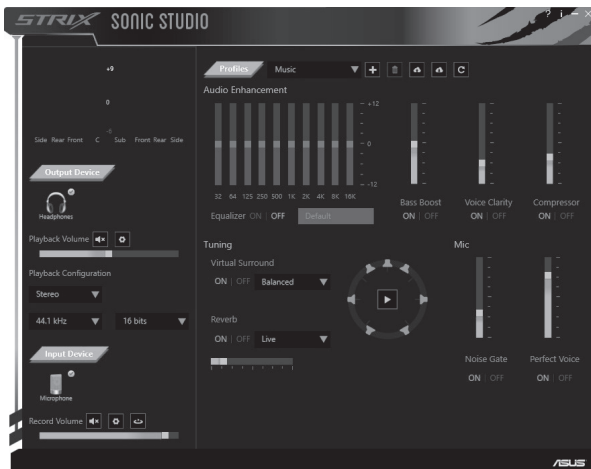 STRIX SONIC STUDIO
? i − ×
+9
0
-5
Side Rear Front C Sub Front Rear Side
Output Device
Headphones
Playback Volume
Playback Configuration
Stereo
44.1 kHz 16 bits
Input Device
Microphone
Record Volume
Profiles Music
Audio Enhancement
+12
0
-12
32 64 125 250 500 1K 2K 4K 8K 16K
Equalizer ON | OFF Default
Bass Boost Voice Clarity Compressor
ON | OFF ON | OFF ON | OFF
Tuning
Virtual Surround
ON | OFF Balanced
Reverb
ON | OFF Live
Mic
Noise Gate Perfect Voice
ON | OFF ON | OFF
ASUS